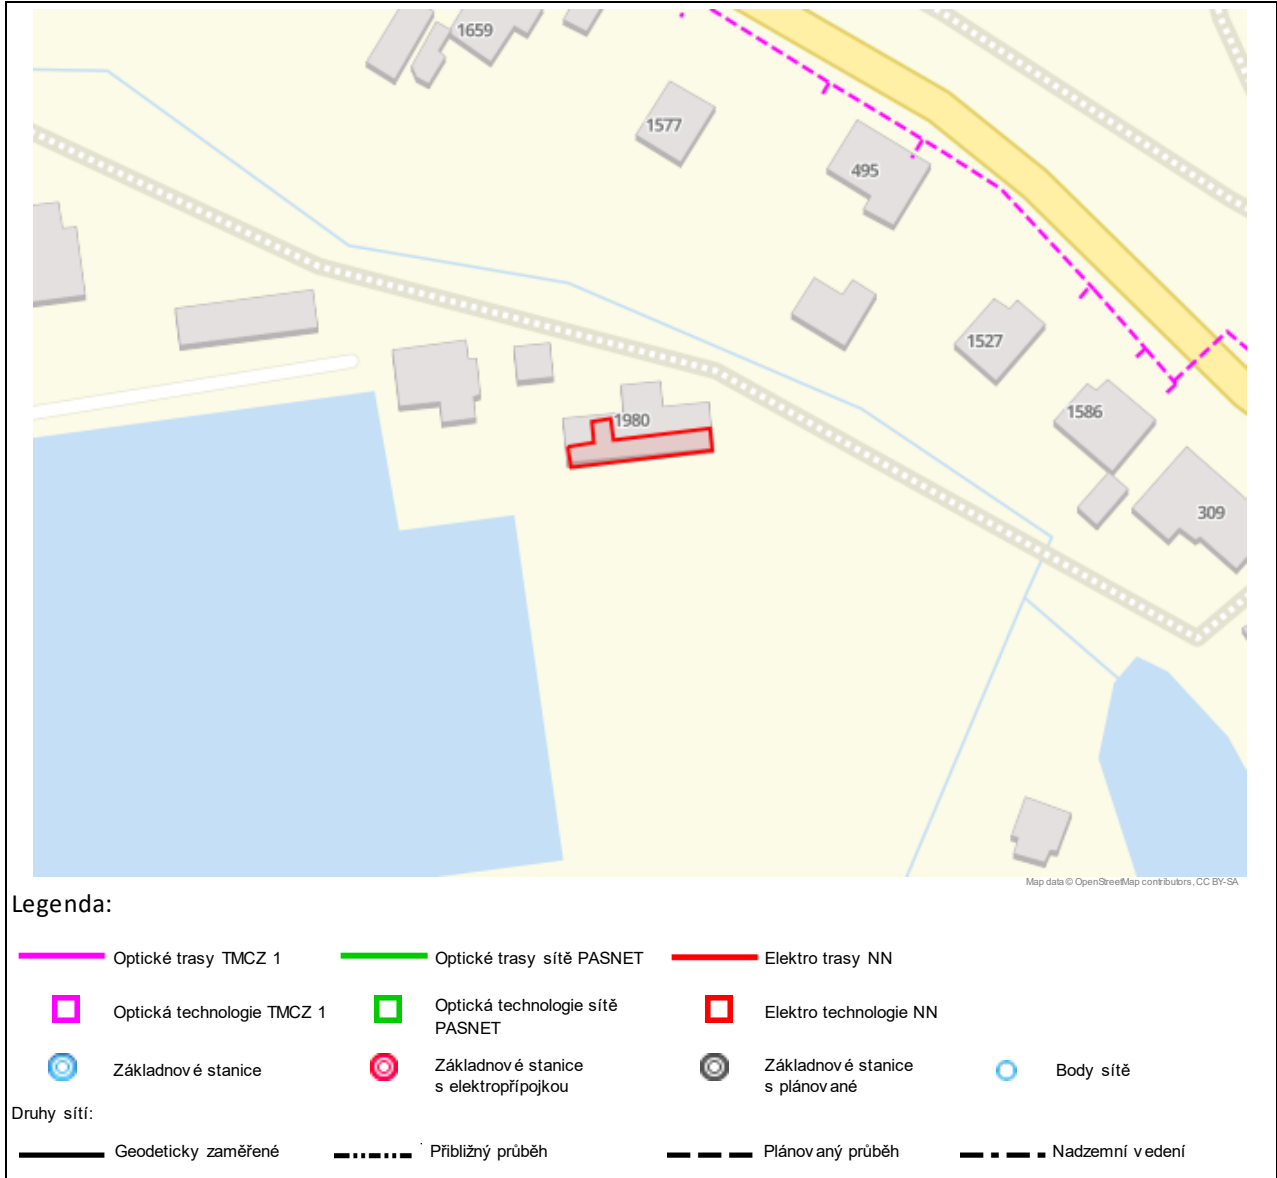 1659
1577
495
1527
1980
1586
309
Map data © OpenStreetMap contributors, CC BY-SA
Legenda:
Optické trasy TMCZ 1
Optické trasy sítě PASNET
Elektro trasy NN
Optická technologie TMCZ 1
Optická technologie sítě
PASNET
Elektro technologie NN
Základnové stanice
Základnové stanice
s elektropřípojkou
Základnové stanice
s plánované
Body sítě
Druhy sítí:
Geodeticky zaměřené
Přibližný průběh
Plánovaný průběh
Nadzemní vedení